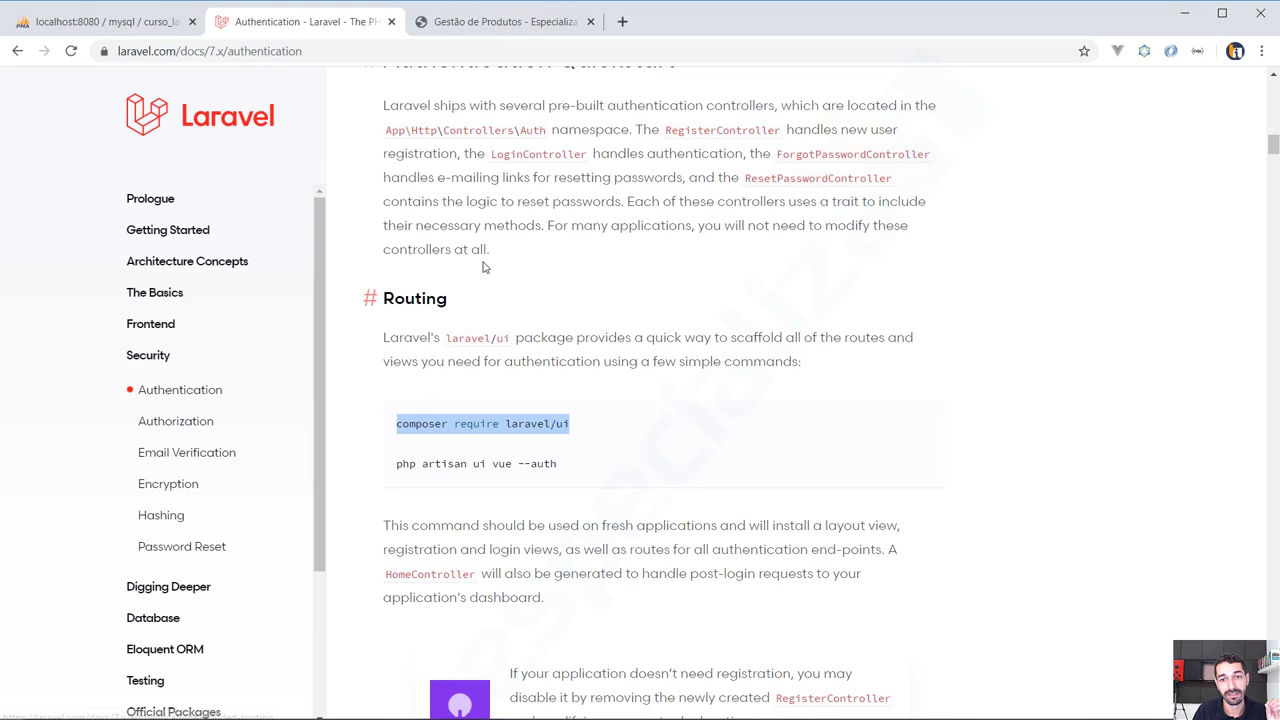 localhost:8080 / mysql / curso_la
Authentication - Laravel - The PH
Gestão de Produtos - Especializa
laravel.com/docs/7.x/authentication
Laravel
Prologue
Getting Started
Architecture Concepts
The Basics
Frontend
Security
Authentication
Authorization
Email Verification
Encryption
Hashing
Password Reset
Digging Deeper
Database
Eloquent ORM
Testing
Official Packages
Laravel ships with several pre-built authentication controllers, which are located in the
App\Http\Controllers\Auth namespace. The RegisterController handles new user
registration, the LoginController handles authentication, the ForgotPasswordController
handles e-mailing links for resetting passwords, and the ResetPasswordController
contains the logic to reset passwords. Each of these controllers uses a trait to include
their necessary methods. For many applications, you will not need to modify these
controllers at all.
# Routing
Laravel's laravel/ui package provides a quick way to scaffold all of the routes and
views you need for authentication using a few simple commands:
composer require laravel/ui
php artisan ui vue --auth
This command should be used on fresh applications and will install a layout view,
registration and login views, as well as routes for all authentication end-points. A
HomeController will also be generated to handle post-login requests to your
application's dashboard.
If your application doesn't need registration, you may
disable it by removing the newly created RegisterController